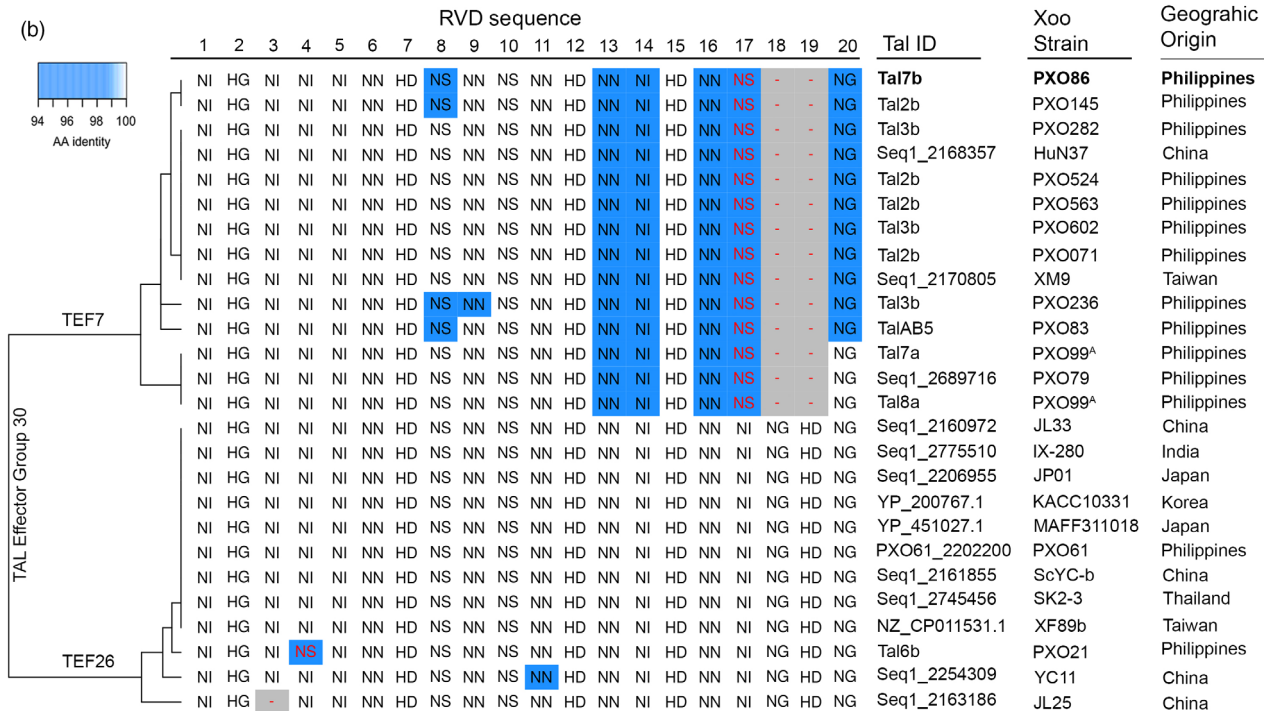 (b)
RVD sequence
Xoo Strain
Geograhic Origin
1 2 3 4 5 6 7 8 9 10 11 12 13 14 15 16 17 18 19 20 Tal ID
94 96 98 100
AA identity
NI HG NI NI NI NN HD NS NN NS NN HD NN NI HD NN NS - - NG Tal7b PXO86 Philippines
NI HG NI NI NI NN HD NS NN NS NN HD NN NI HD NN NS - - NG Tal2b PXO145 Philippines
NI HG NI NI NI NN HD NS NN NS NN HD NN NI HD NN NS - - NG Tal3b PXO282 Philippines
NI HG NI NI NI NN HD NS NN NS NN HD NN NI HD NN NS - - NG Seq1_2168357 HuN37 China
NI HG NI NI NI NN HD NS NN NS NN HD NN NI HD NN NS - - NG Tal2b PXO524 Philippines
NI HG NI NI NI NN HD NS NN NS NN HD NN NI HD NN NS - - NG Tal2b PXO563 Philippines
NI HG NI NI NI NN HD NS NN NS NN HD NN NI HD NN NS - - NG Tal3b PXO602 Philippines
NI HG NI NI NI NN HD NS NN NS NN HD NN NI HD NN NS - - NG Tal2b PXO071 Philippines
NI HG NI NI NI NN HD NS NN NS NN HD NN NI HD NN NS - - NG Seq1_2170805 XM9 Taiwan
NI HG NI NI NI NN HD NS NN NS NN HD NN NI HD NN NS - - NG Tal3b PXO236 Philippines
TEF7
NI HG NI NI NI NN HD NS NN NS NN HD NN NI HD NN NS - - NG TalAB5 PXO83 Philippines
NI HG NI NI NI NN HD NS NN NS NN HD NN NI HD NN NS - - NG Tal7a PXO99ᴬ Philippines
NI HG NI NI NI NN HD NS NN NS NN HD NN NI HD NN NS - - NG Seq1_2689716 PXO79 Philippines
NI HG NI NI NI NN HD NS NN NS NN HD NN NI HD NN NS - - NG Tal8a PXO99ᴬ Philippines
NI HG NI NI NI NN HD NS NN NS NN HD NN NI HD NN NI NG HD NG Seq1_2160972 JL33 China
NI HG NI NI NI NN HD NS NN NS NN HD NN NI HD NN NI NG HD NG Seq1_2775510 IX-280 India
NI HG NI NI NI NN HD NS NN NS NN HD NN NI HD NN NI NG HD NG Seq1_2206955 JP01 Japan
NI HG NI NI NI NN HD NS NN NS NN HD NN NI HD NN NI NG HD NG YP_200767.1 KACC10331 Korea
NI HG NI NI NI NN HD NS NN NS NN HD NN NI HD NN NI NG HD NG YP_451027.1 MAFF311018 Japan
NI HG NI NI NI NN HD NS NN NS NN HD NN NI HD NN NI NG HD NG PXO61_2202200 PXO61 Philippines
NI HG NI NI NI NN HD NS NN NS NN HD NN NI HD NN NI NG HD NG Seq1_2161855 ScYC-b China
NI HG NI NI NI NN HD NS NN NS NN HD NN NI HD NN NI NG HD NG Seq1_2745456 SK2-3 Thailand
NI HG NI NI NI NN HD NS NN NS NN HD NN NI HD NN NI NG HD NG NZ_CP011531.1 XF89b Taiwan
NI HG NI NS NI NN HD NS NN NS NN HD NN NI HD NN NI NG HD NG Tal6b PXO21 Philippines
TEF26
NI HG NI NI NI NN HD NS NN NS NN HD NN NI HD NN NI NG HD NG Seq1_2254309 YC11 China
NI HG - NI NI NN HD NS NN NS NN HD NN NI HD NN NI NG HD NG Seq1_2163186 JL25 China
TAL Effector Group 30